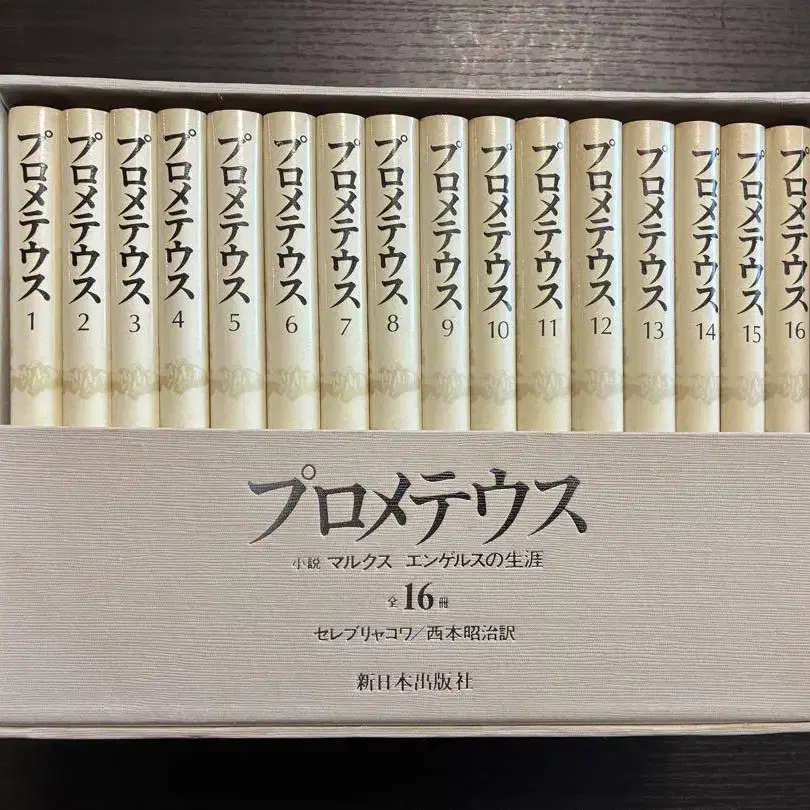 プロメテウス 1
プロメテウス 2
プロメテウス 3
プロメテウス 4
プロメテウス 5
プロメテウス 6
プロメテウス 7
プロメテウス 8
プロメテウス 9
プロメテウス 10
プロメテウス 11
プロメテウス 12
プロメテウス 13
プロメテウス 14
プロメテウス 15
プロメテウス 16
プロメテウス
小説 マルクス エンゲルスの生涯
全16冊
セレブリャコワ/西本昭治訳
新日本出版社